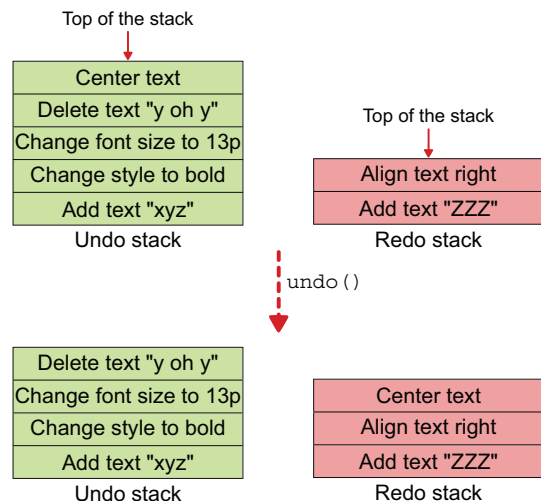 Top of the stack
Center text
Delete text "y oh y"
Change font size to 13p
Change style to bold
Add text "xyz"
Undo stack
Top of the stack
Align text right
Add text "ZZZ"
Redo stack
undo()
Delete text "y oh y"
Change font size to 13p
Change style to bold
Add text "xyz"
Undo stack
Center text
Align text right
Add text "ZZZ"
Redo stack